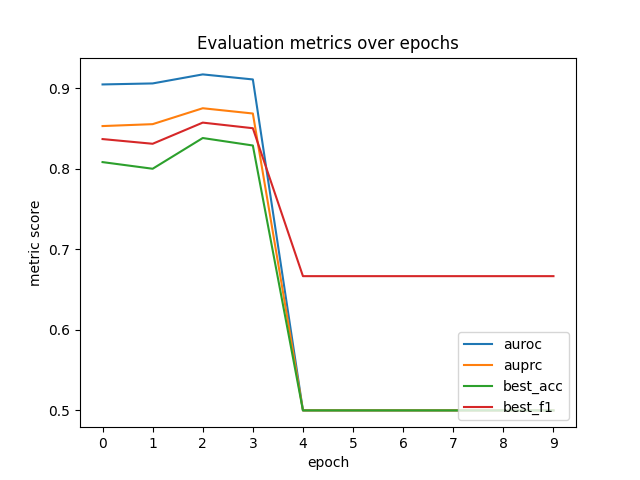 Evaluation metrics over epochs
metric score
0.9
0.8
0.7
0.6
0.5
auroc
auprc
best_acc
best_f1
0 1 2 3 4 5 6 7 8 9
epoch